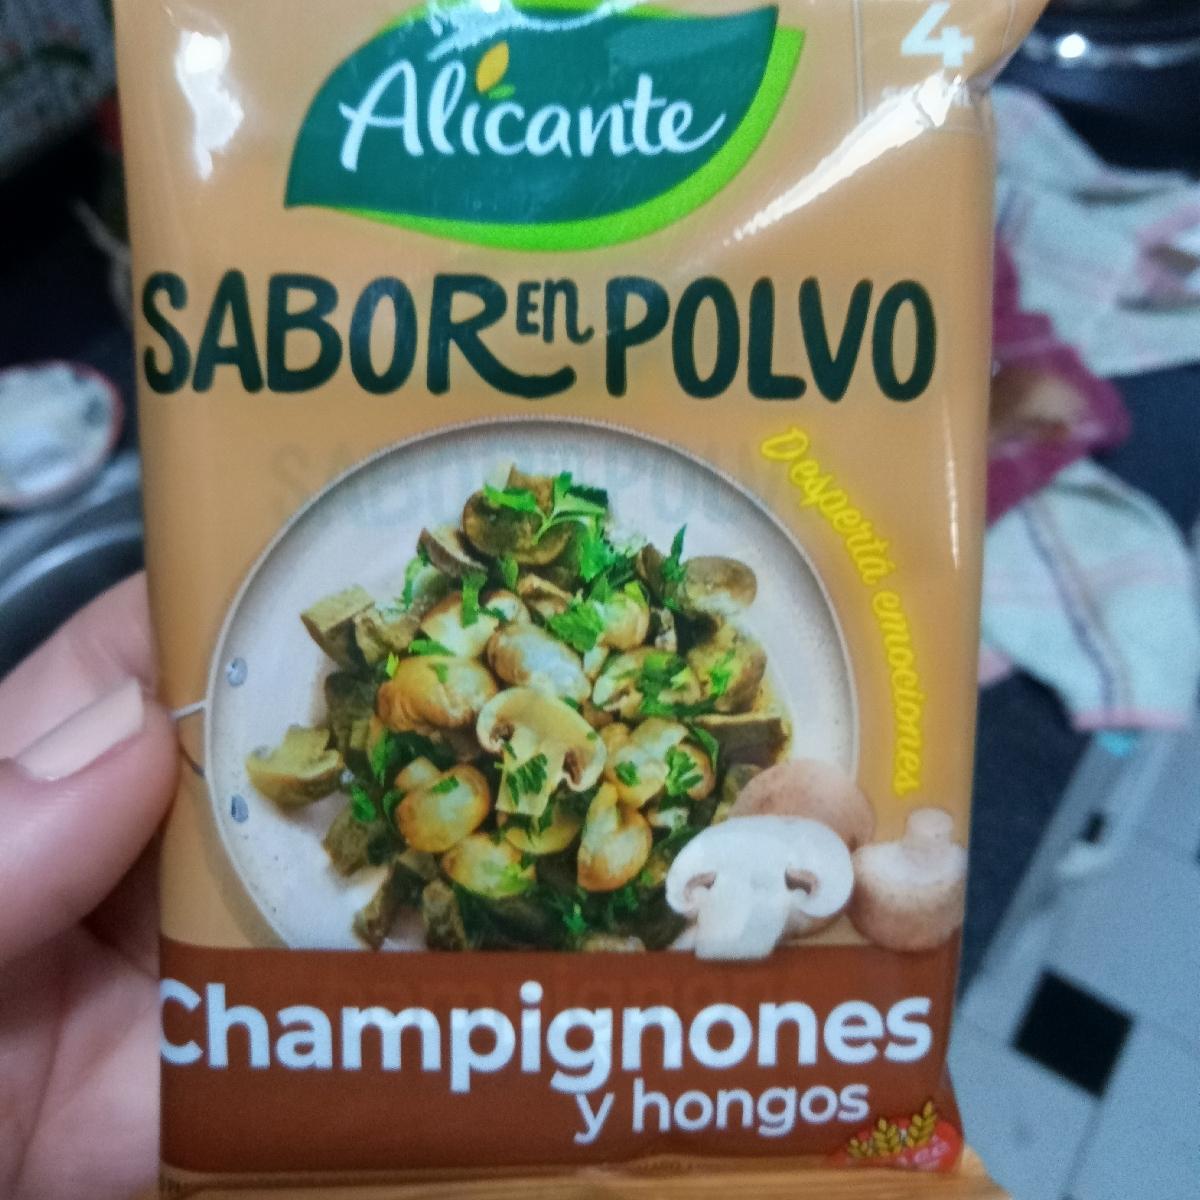 Alicante
4
SABOR EN POLVO
Despertá emociones
Champignones
y hongos